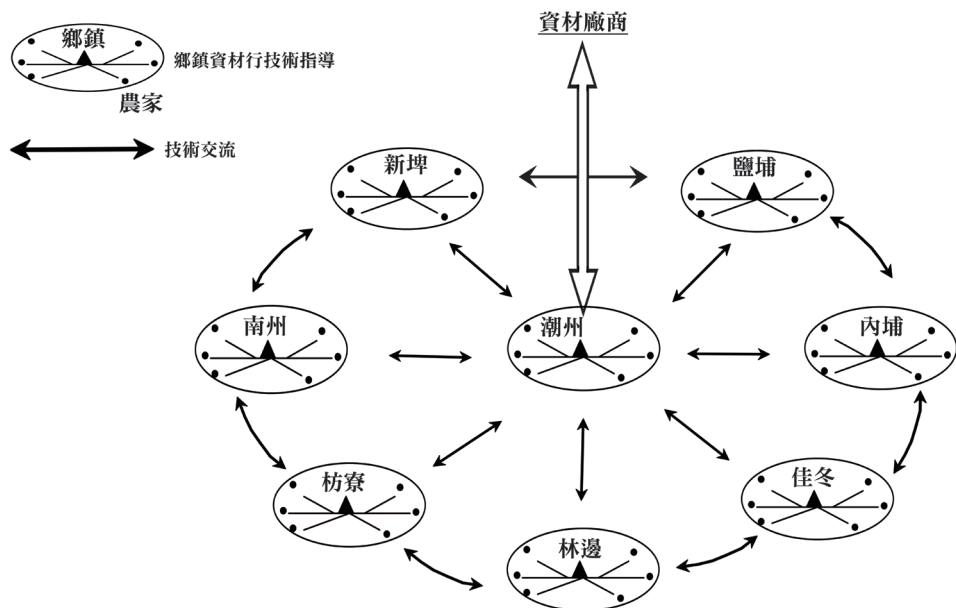 資材廠商
鄉鎮
鄉鎮資材行技術指導
農家
技術交流
新埤
鹽埔
南州
潮州
內埔
枋寮
佳冬
林邊